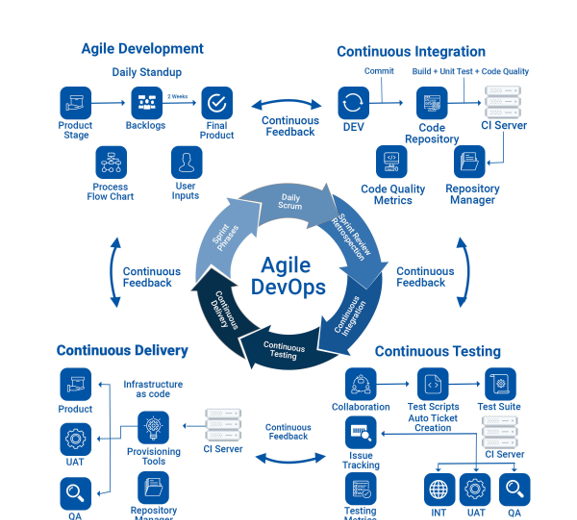 Agile Development
Daily Standup
2 Weeks
Product
Stage
Backlogs
Final
Product
Process
Flow Chart
User
Inputs
Continuous
Feedback
Continuous Integration
Commit
Build + Unit Test + Code Quality
DEV
Code
Repository
CI Server
Code Quality
Metrics
Repository
Manager
Continuous
Feedback
Agile
DevOps
Daily
Scrum
Sprint Review
Retrospection
Continuous
Integration
Continuous
Testing
Continuous
Delivery
Sprint
Phrases
Continuous
Feedback
Continuous Delivery
Product
Infrastructure
as code
UAT
Provisioning
Tools
CI Server
QA
Repository
Manager
Continuous
Feedback
Continuous Testing
Collaboration
Test Scripts
Test Suite
Auto Ticket
Creation
Issue
Tracking
CI Server
Testing
Metrics
INT
UAT
QA